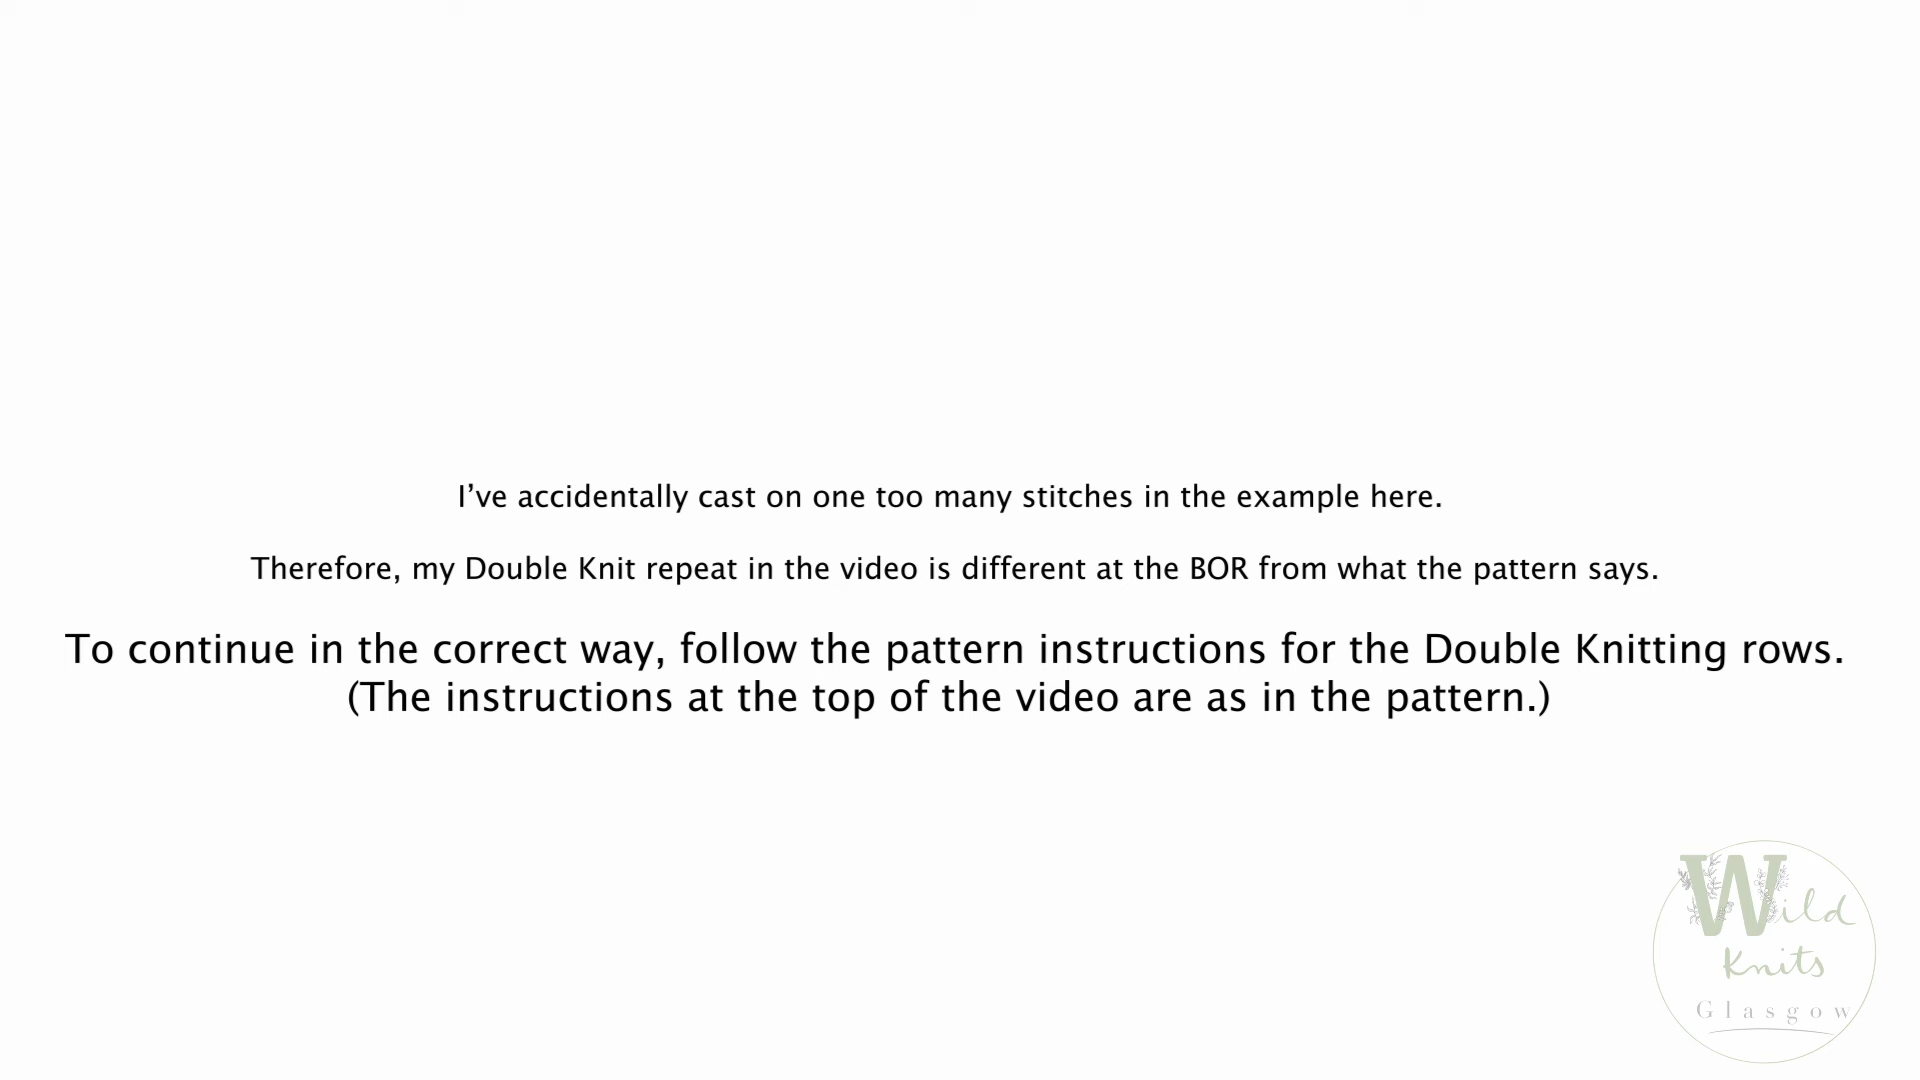 I’ve accidentally cast on one too many stitches in the example here.
Therefore, my Double Knit repeat in the video is different at the BOR from what the pattern says.
To continue in the correct way, follow the pattern instructions for the Double Knitting rows.
(The instructions at the top of the video are as in the pattern.)
Wild
Knits
Glasgow